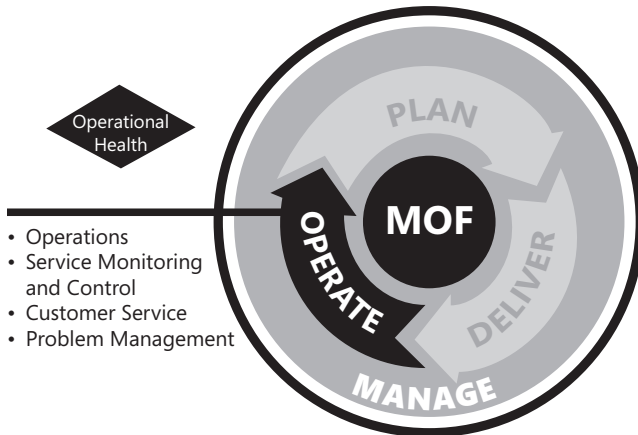 Operational
Health
• Operations
• Service Monitoring
and Control
• Customer Service
• Problem Management
PLAN
MOF
OPERATE
DELIVER
MANAGE